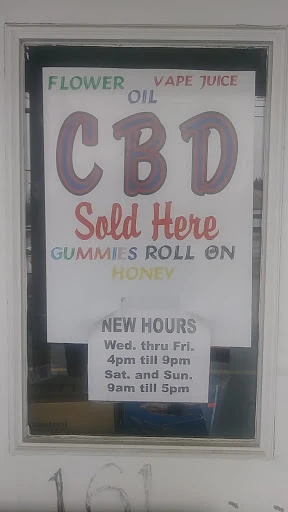 FLOWER VAPE JUICE
OIL
CBD
Sold Here
GUMMIES ROLL ON
HONEY
NEW HOURS
Wed. thru Fri.
4pm till 9pm
Sat. and Sun.
9am till 5pm
161